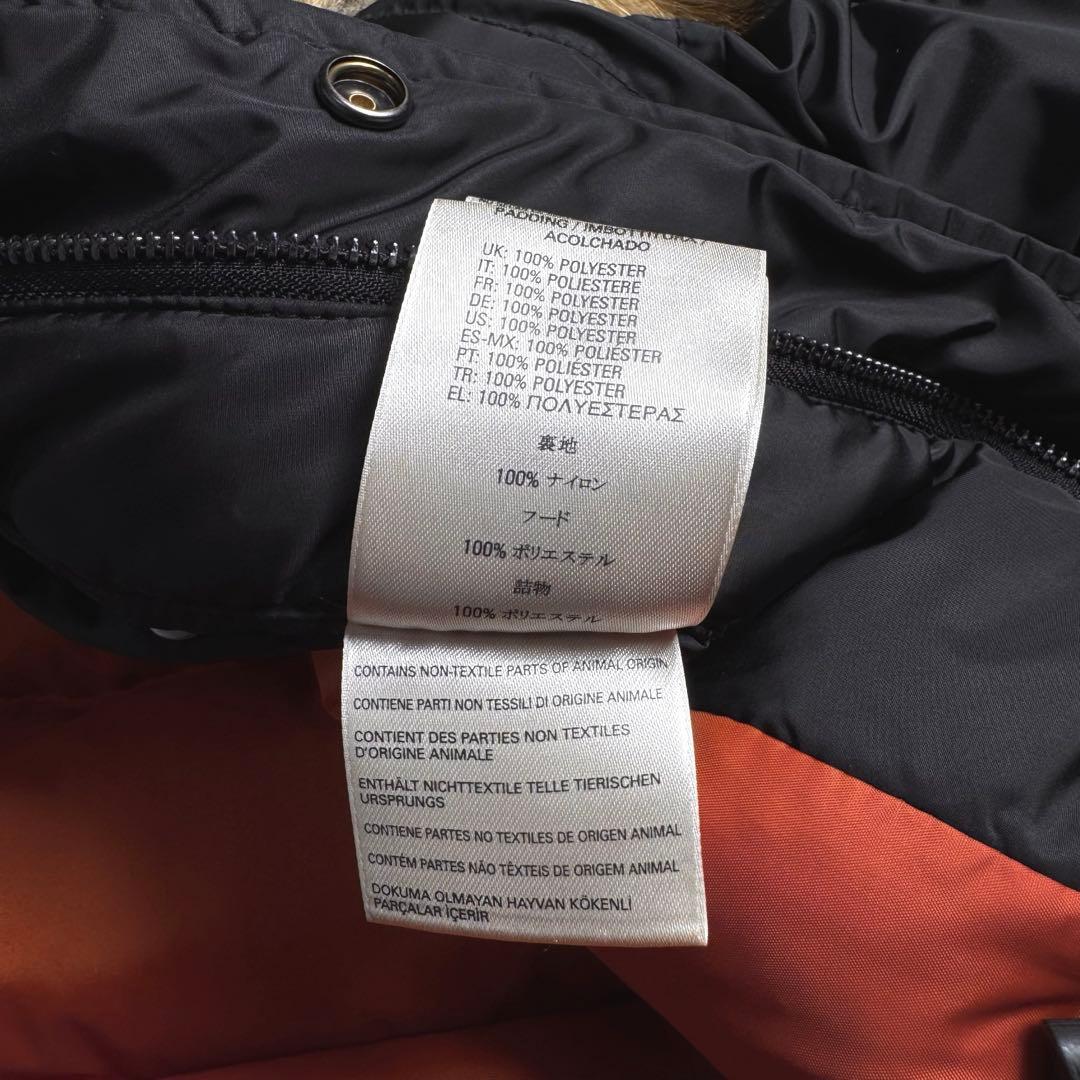 PADDING /
ACOLCHADO
UK: 100% POLYESTER
IT: 100% POLIESTERE
FR: 100% POLYESTER
DE: 100% POLYESTER
US: 100% POLYESTER
ES-MX: 100% POLIÉSTER
PT: 100% POLIÉSTER
TR: 100% POLYESTER
EL: 100% ΠΟΛΥΕΣΤΕΡΑΣ
裏地
100% ナイロン
フード
100% ポリエステル
詰物
100% ポリエステル
CONTAINS NON-TEXTILE PARTS OF ANIMAL ORIGIN
CONTIENE PARTI NON TESSILI DI ORIGINE ANIMALE
CONTIENT DES PARTIES NON TEXTILES
D'ORIGINE ANIMALE
ENTHÄLT NICHTTEXTILE TELLE TIERISCHEN
URSPRUNGS
CONTIENE PARTES NO TEXTILES DE ORIGEN ANIMAL
CONTÉM PARTES NÃO TÊXTEIS DE ORIGEM ANIMAL
DOKUMA OLMAYAN HAYVAN KÖKENLİ
PARÇALAR İÇERİR